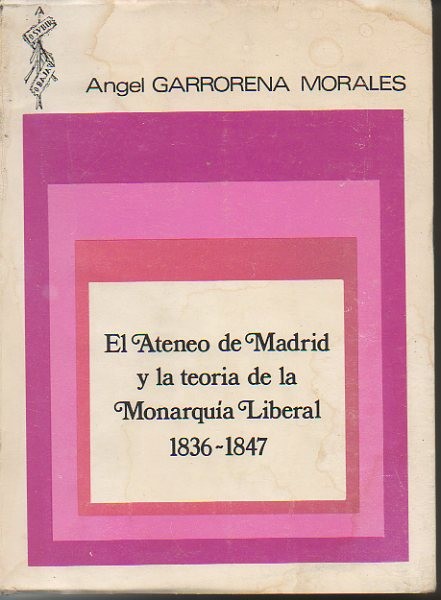 Angel GARRORENA MORALES
El Ateneo de Madrid
y la teoria de la
Monarquía Liberal
1836-1847